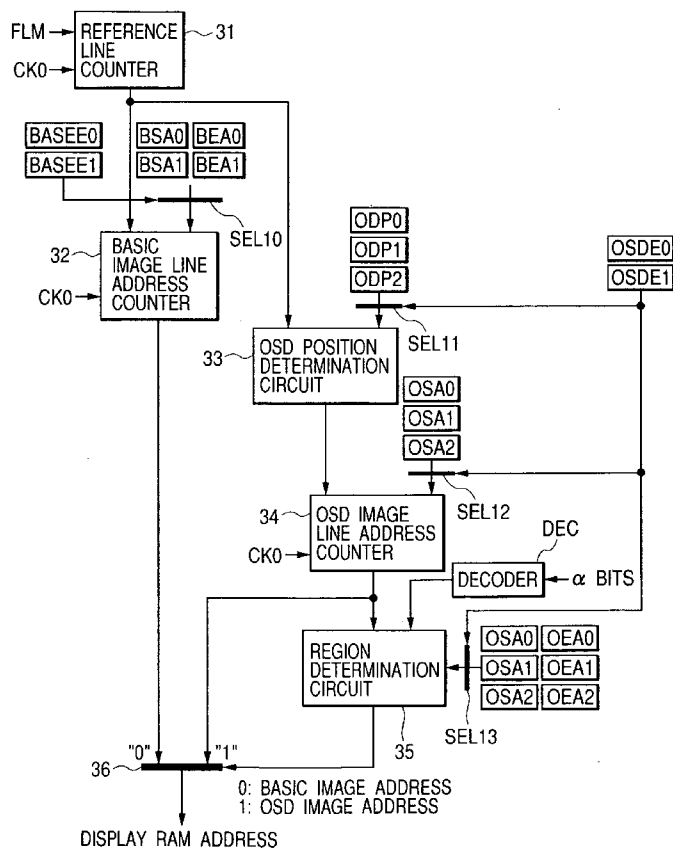 FLM
REFERENCE
LINE
COUNTER
31
CK0
BASEE0
BASEE1
BSA0 BEA0
BSA1 BEA1
SEL10
32
BASIC
IMAGE LINE
ADDRESS
COUNTER
CK0
ODP0
ODP1
ODP2
OSDE0
OSDE1
SEL11
33
OSD POSITION
DETERMINATION
CIRCUIT
OSA0
OSA1
OSA2
SEL12
34
OSD IMAGE
LINE ADDRESS
COUNTER
CK0
DEC
DECODER
α BITS
REGION
DETERMINATION
CIRCUIT
OSA0 OEA0
OSA1 OEA1
OSA2 OEA2
SEL13
35
"0" "1"
36
0: BASIC IMAGE ADDRESS
1: OSD IMAGE ADDRESS
DISPLAY RAM ADDRESS